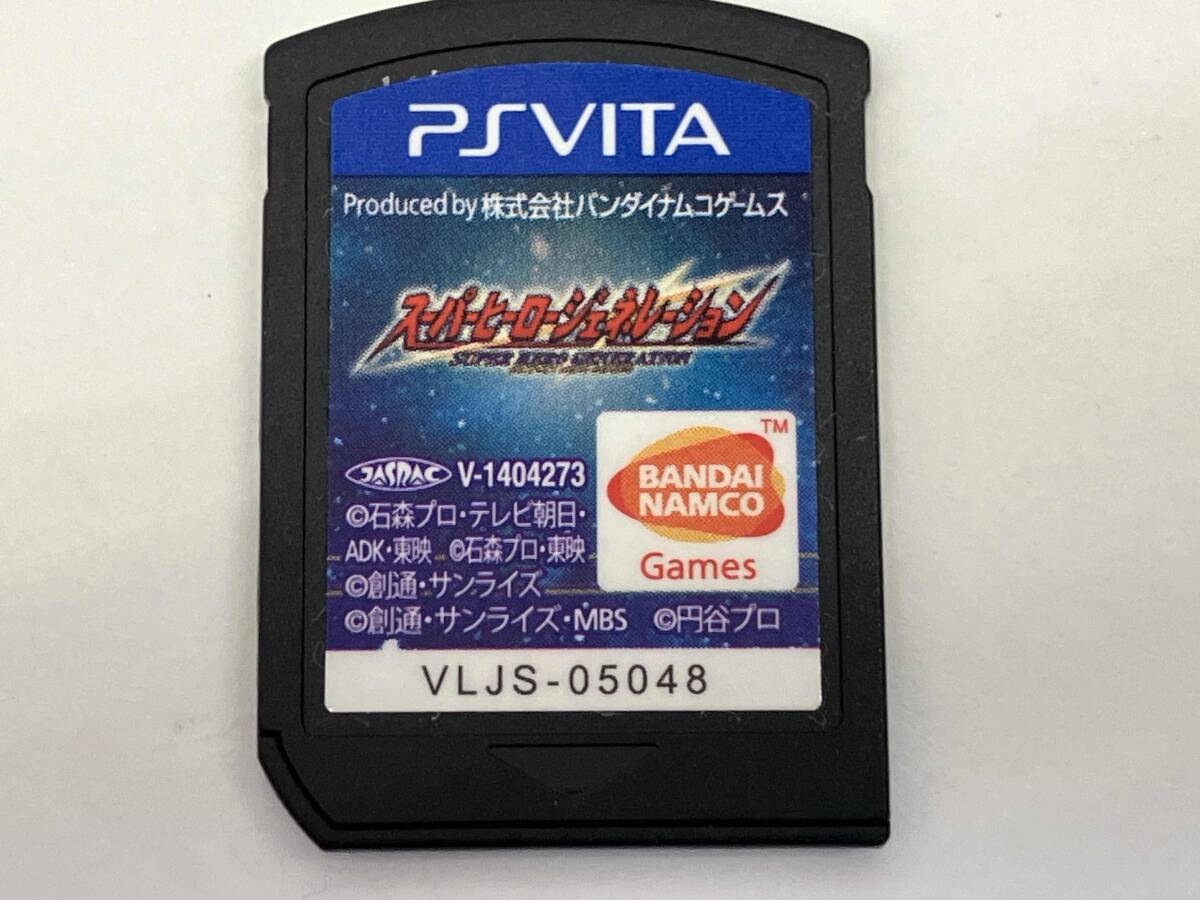 PSVITA
Produced by 株式会社バンダイナムコゲームス
スーパーヒーロージェネレーション
SUPER HERO GENERATION
TM
BANDAI
NAMCO
Games
JASRAC V-1404273
©石森プロ・テレビ朝日・
ADK・東映 ©石森プロ・東映
©創通・サンライズ
©創通・サンライズ・MBS ©円谷プロ
VLJS-05048